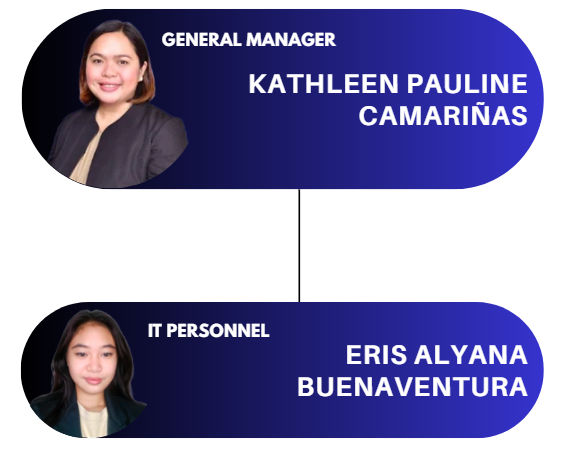 GENERAL MANAGER
KATHLEEN PAULINE
CAMARIÑAS
IT PERSONNEL
ERIS ALYANA
BUENAVENTURA